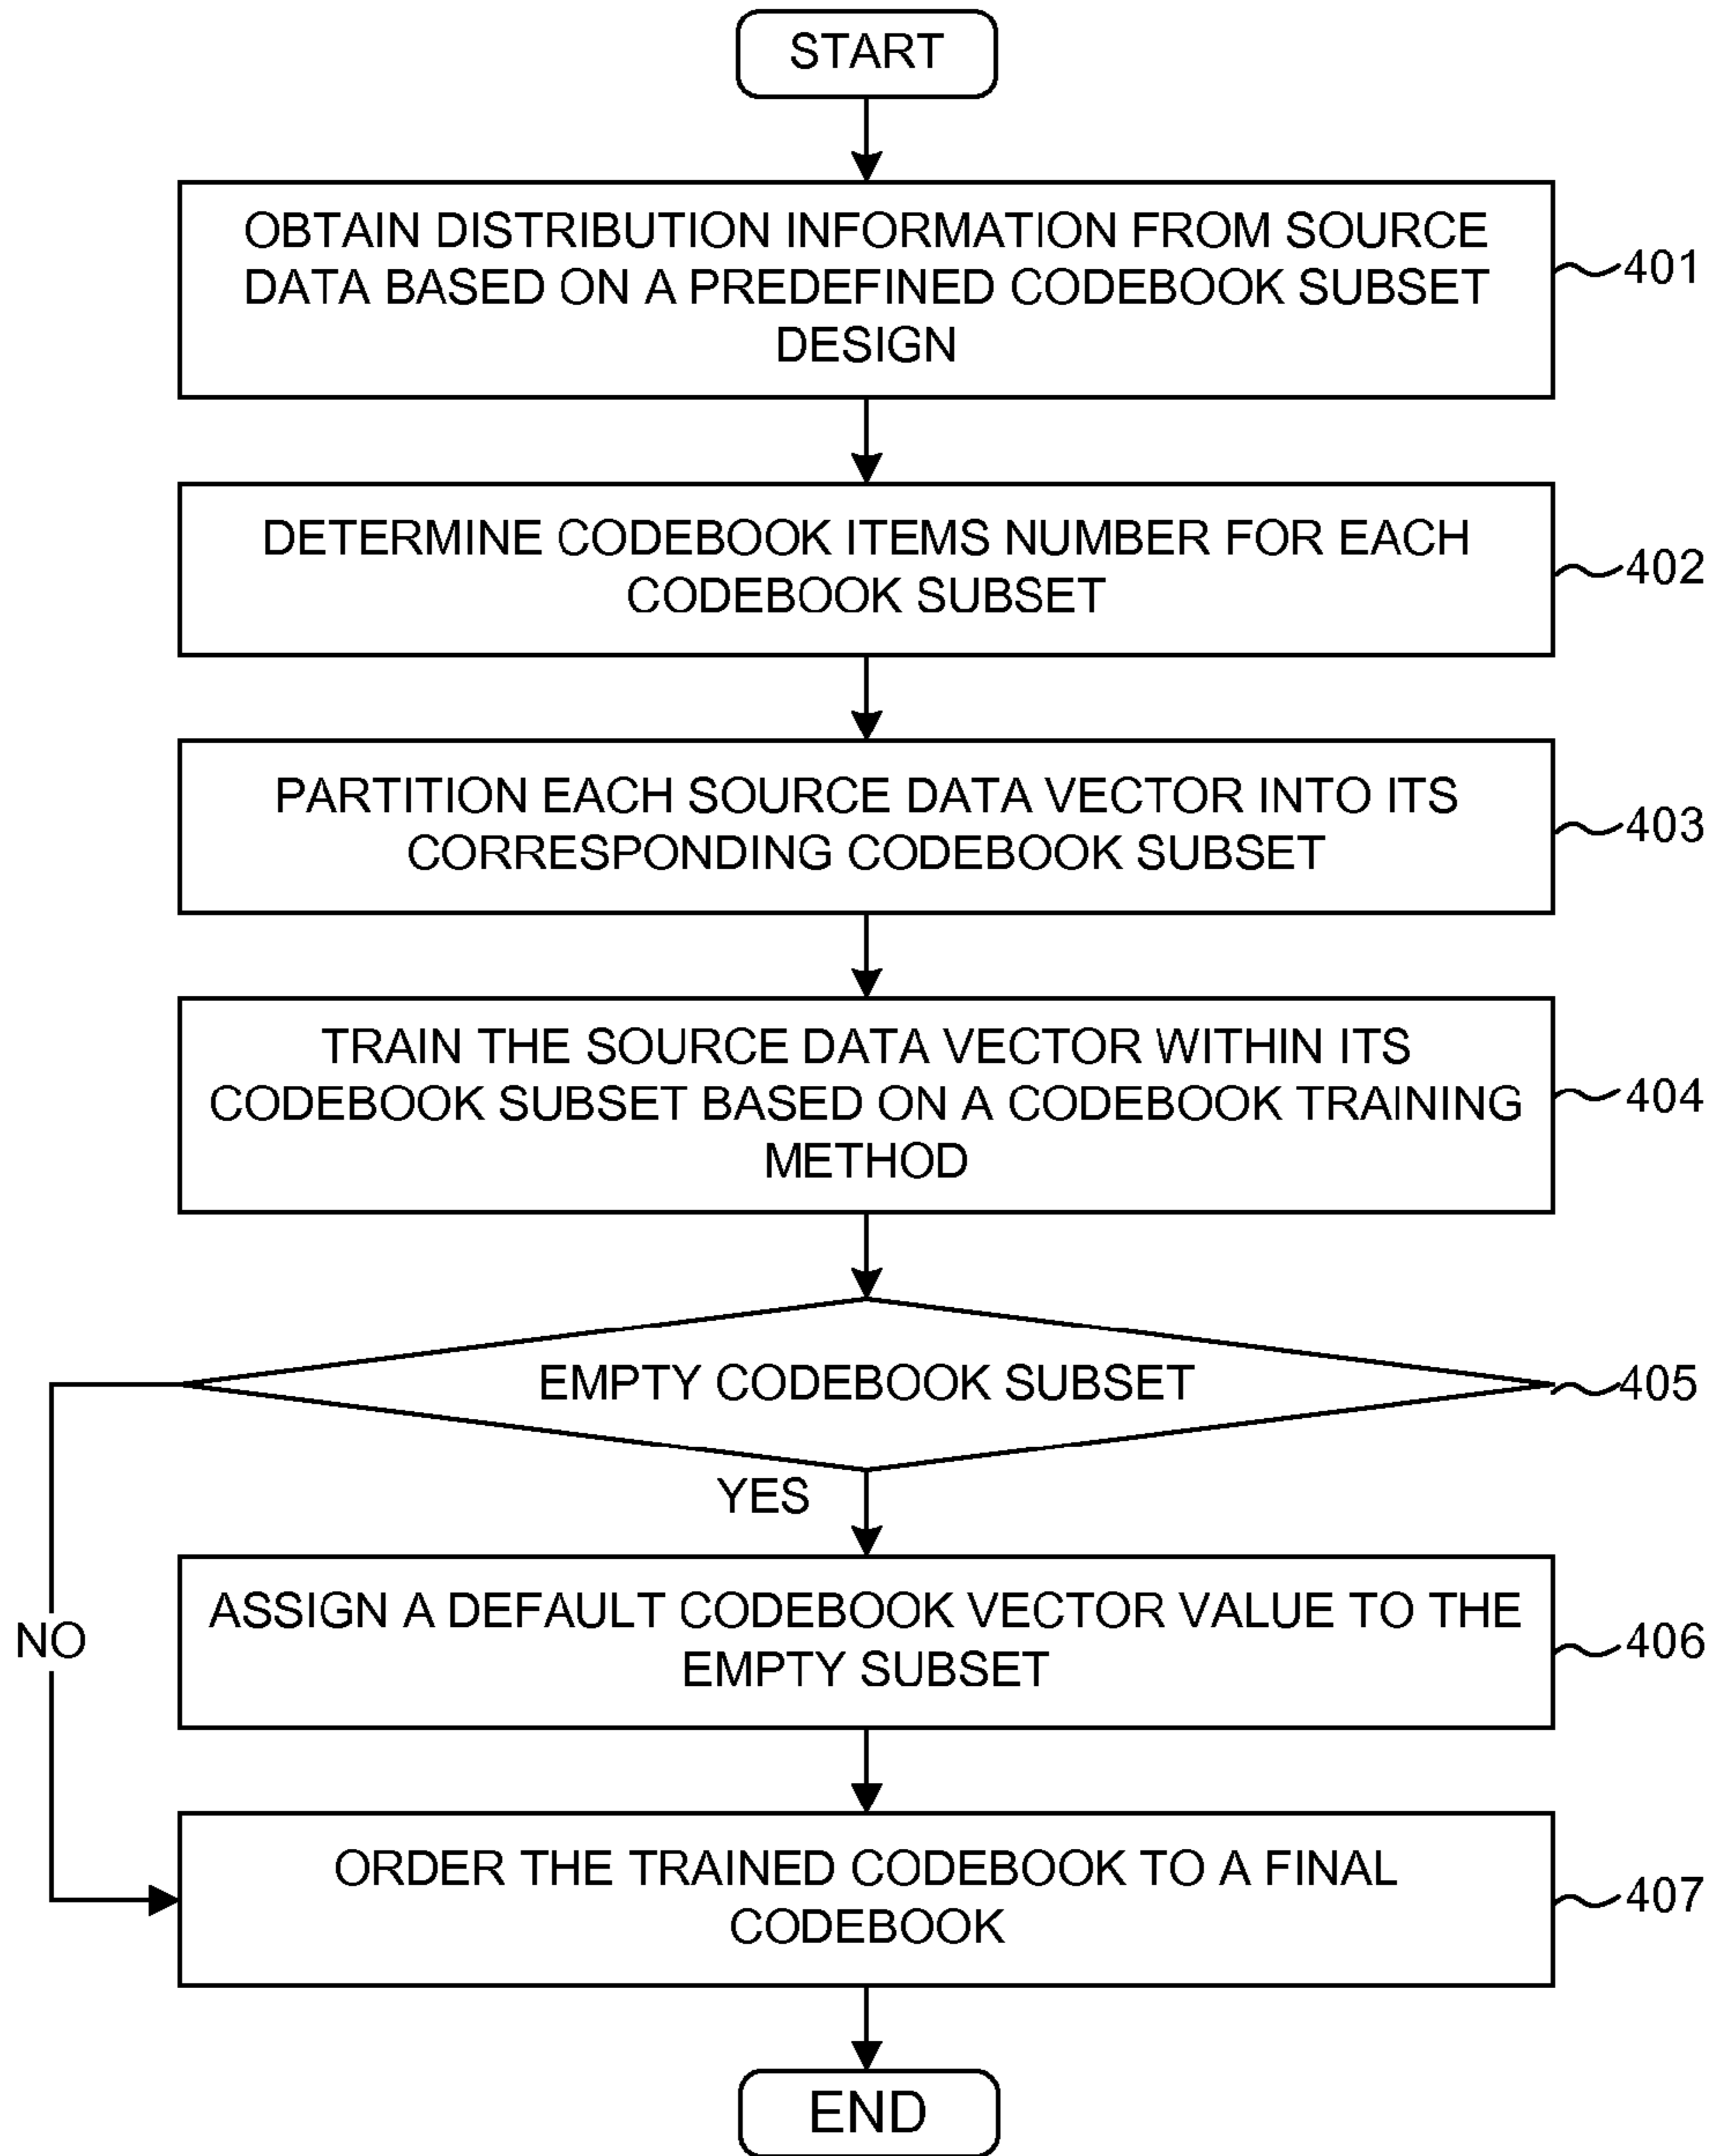 START
OBTAIN DISTRIBUTION INFORMATION FROM SOURCE
DATA BASED ON A PREDEFINED CODEBOOK SUBSET
DESIGN
401
DETERMINE CODEBOOK ITEMS NUMBER FOR EACH
CODEBOOK SUBSET
402
PARTITION EACH SOURCE DATA VECTOR INTO ITS
CORRESPONDING CODEBOOK SUBSET
403
TRAIN THE SOURCE DATA VECTOR WITHIN ITS
CODEBOOK SUBSET BASED ON A CODEBOOK TRAINING
METHOD
404
EMPTY CODEBOOK SUBSET
405
YES
NO
ASSIGN A DEFAULT CODEBOOK VECTOR VALUE TO THE
EMPTY SUBSET
406
ORDER THE TRAINED CODEBOOK TO A FINAL
CODEBOOK
407
END